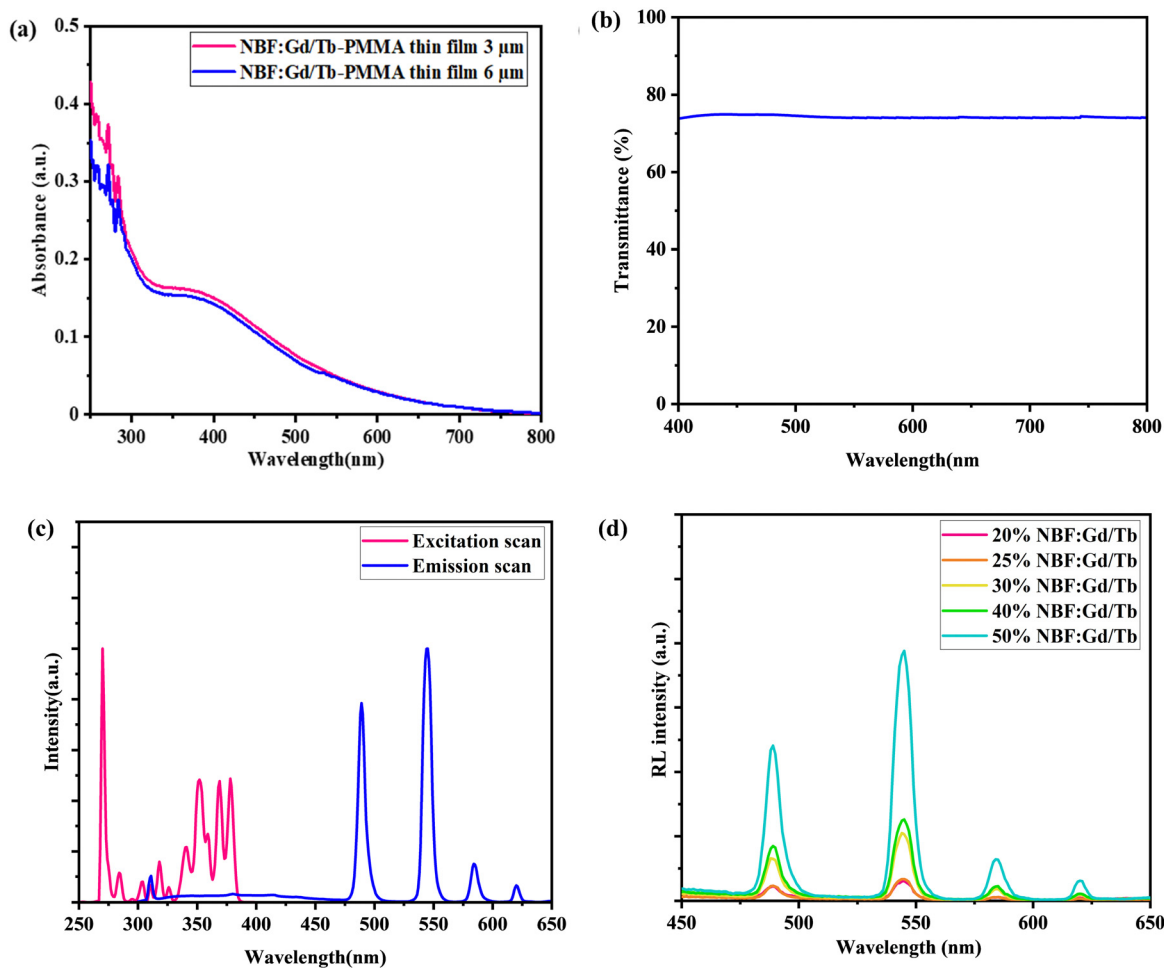 (a)
0.5
0.4
0.3
0.2
0.1
0
Absorbance (a.u.)
NBF:Gd/Tb-PMMA thin film 3 µm
NBF:Gd/Tb-PMMA thin film 6 µm
300 400 500 600 700 800
Wavelength(nm)
(b)
100
80
60
40
20
0
Transmittance (%)
400 500 600 700 800
Wavelength(nm
(c)
Intensity(a.u.)
Excitation scan
Emission scan
250 300 350 400 450 500 550 600 650
Wavelength(nm)
(d)
RL intensity (a.u.)
20% NBF:Gd/Tb
25% NBF:Gd/Tb
30% NBF:Gd/Tb
40% NBF:Gd/Tb
50% NBF:Gd/Tb
450 500 550 600 650
Wavelength (nm)